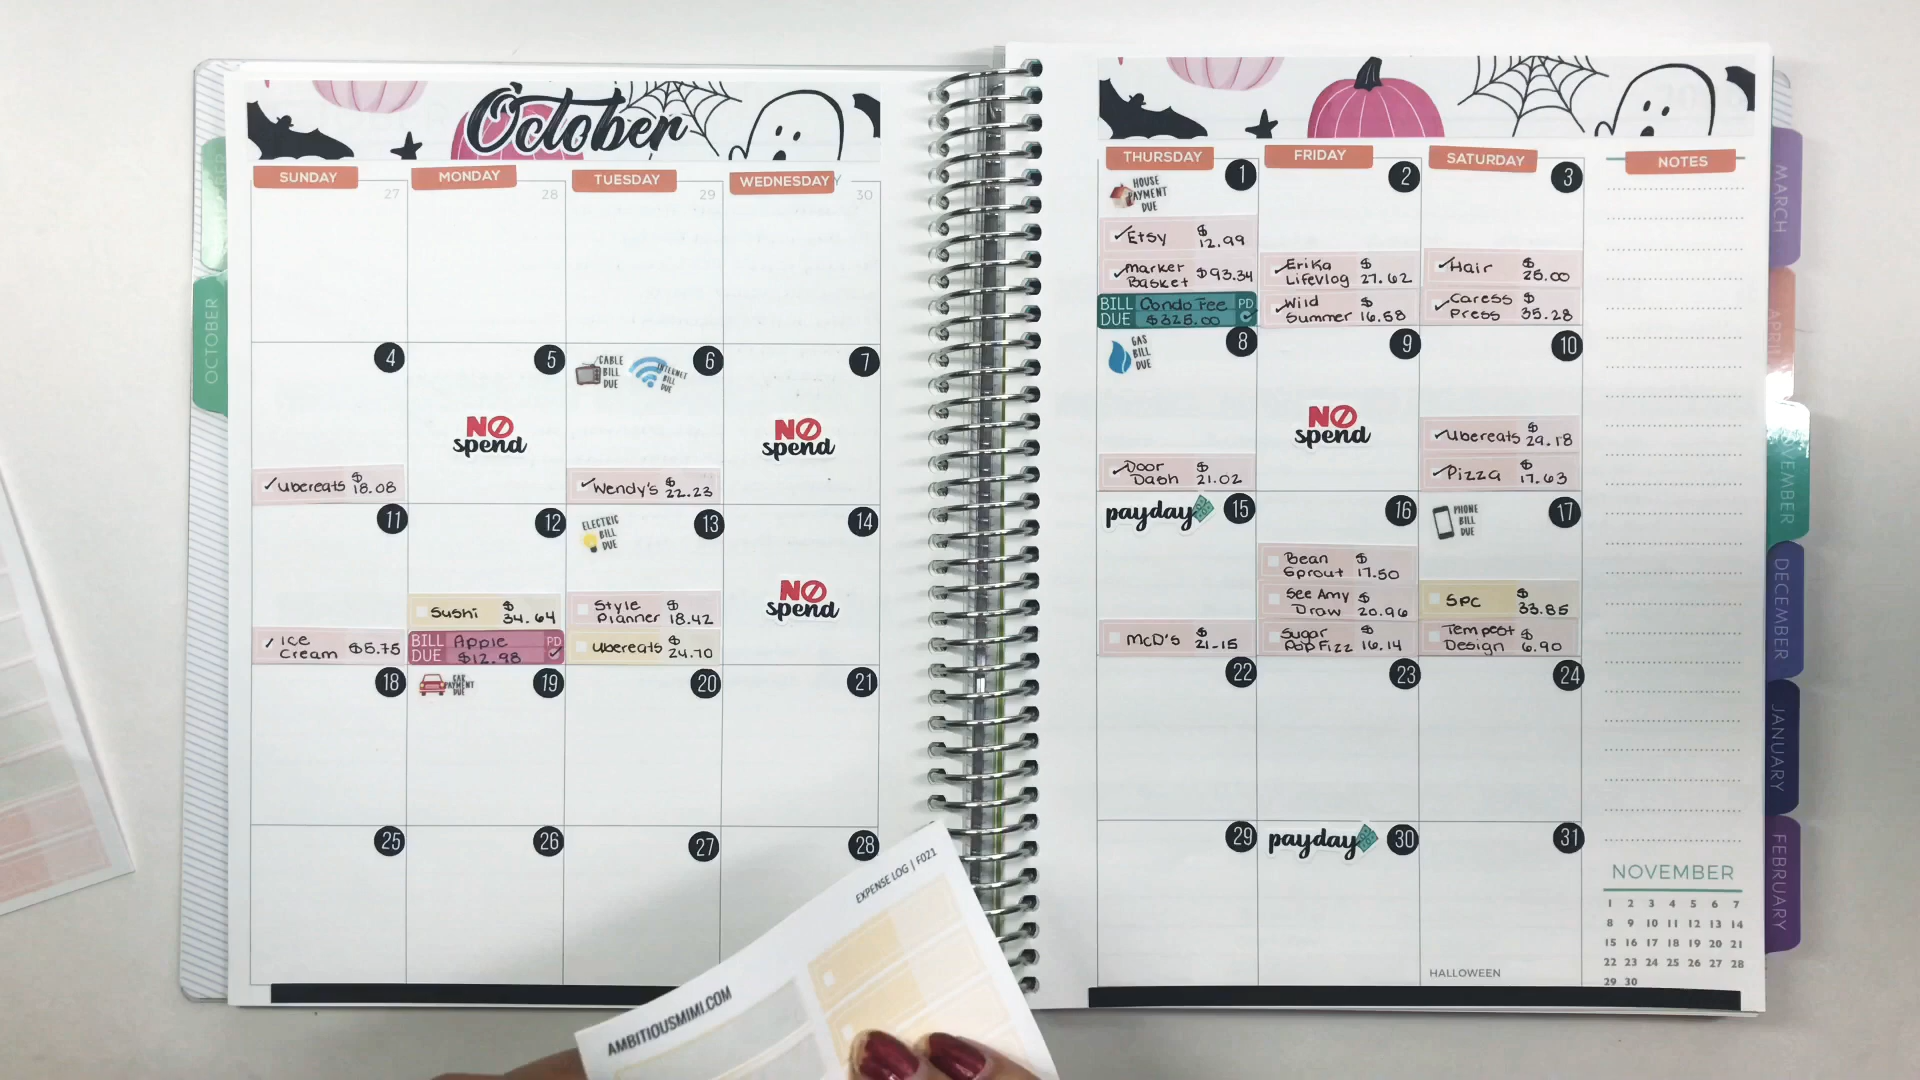 October
SUNDAY
MONDAY
TUESDAY
WEDNESDAY
THURSDAY
FRIDAY
SATURDAY
NOTES
27
28
29
30
1
HOUSE
PAYMENT
DUE
✓Etsy $12.99
✓Marker Basket $93.34
BILL DUE Condo Fee $325.00 PD
2
✓Erika LifeVlog $27.62
✓Wild Summer $16.58
3
✓Hair $25.00
✓Caress Press $35.28
4
✓Ubereats $18.08
5
NO
spend
6
CABLE
BILL
DUE
INTERNET
BILL
DUE
✓Wendy's $22.23
7
NO
spend
8
GAS
BILL
DUE
✓Door Dash $21.02
9
NO
spend
10
✓Ubereats $29.18
✓Pizza $17.63
11
✓Ice Cream $5.75
12
Sushi $34.64
BILL DUE Apple $12.98 PD
13
ELECTRIC
BILL
DUE
Style Planner $18.42
Ubereats $24.70
14
NO
spend
15
payday
McD's $21.15
16
Bean Sprout $17.50
See Amy Draw $20.96
Sugar Pop Fizz $16.14
17
PHONE
BILL
DUE
SPC $33.85
Tempest Design $6.90
18
19
CAR
PAYMENT
DUE
20
21
22
23
24
25
26
27
28
29
30
payday
31
HALLOWEEN
NOVEMBER
1 2 3 4 5 6 7
8 9 10 11 12 13 14
15 16 17 18 19 20 21
22 23 24 25 26 27 28
29 30
OCTOBER
MARCH
APRIL
NOVEMBER
DECEMBER
JANUARY
FEBRUARY
EXPENSE LOG | F021
AMBITIOUSMIMI.COM